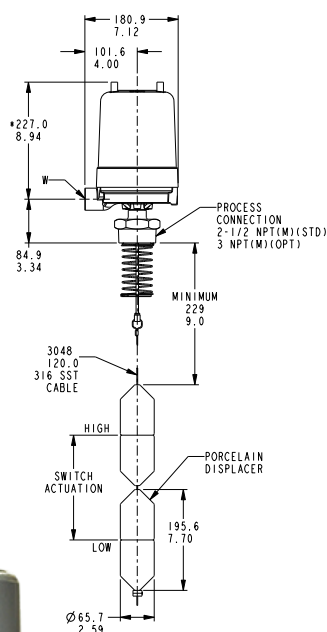 180.9
7.12
101.6
4.00
*227.0
8.94
W
PROCESS
CONNECTION
2-1/2 NPT(M)(STD)
3 NPT(M)(OPT)
84.9
3.34
MINIMUM
229
9.0
3048
120.0
316 SST
CABLE
HIGH
SWITCH
ACTUATION
PORCELAIN
DISPLACER
195.6
7.70
LOW
Ø65.7
2.59